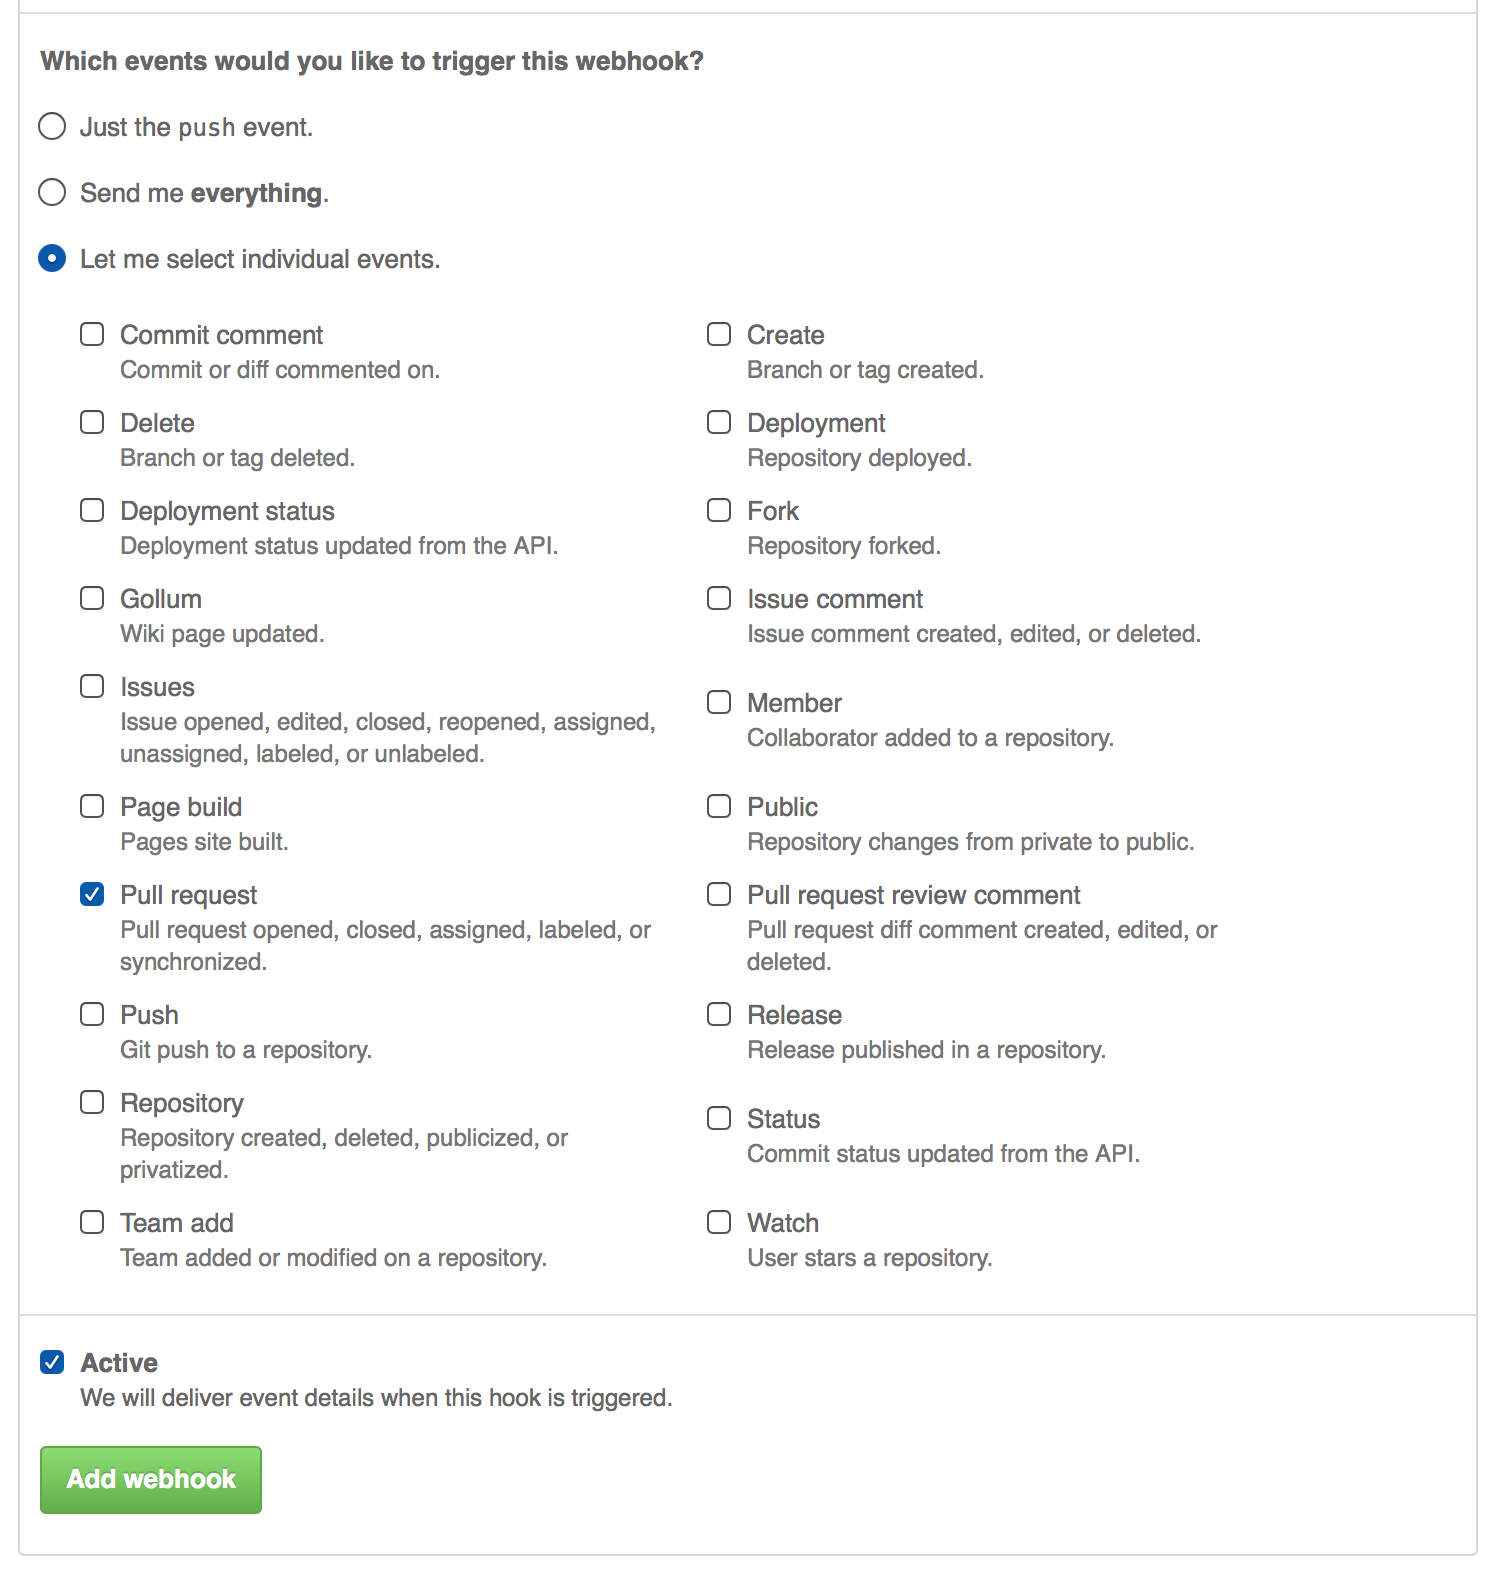 Which events would you like to trigger this webhook?
Just the push event.
Send me everything.
Let me select individual events.
Commit comment
Commit or diff commented on.
Create
Branch or tag created.
Delete
Branch or tag deleted.
Deployment
Repository deployed.
Deployment status
Deployment status updated from the API.
Fork
Repository forked.
Gollum
Wiki page updated.
Issue comment
Issue comment created, edited, or deleted.
Issues
Issue opened, edited, closed, reopened, assigned,
unassigned, labeled, or unlabeled.
Member
Collaborator added to a repository.
Page build
Pages site built.
Public
Repository changes from private to public.
Pull request
Pull request opened, closed, assigned, labeled, or
synchronized.
Pull request review comment
Pull request diff comment created, edited, or
deleted.
Push
Git push to a repository.
Release
Release published in a repository.
Repository
Repository created, deleted, publicized, or
privatized.
Status
Commit status updated from the API.
Team add
Team added or modified on a repository.
Watch
User stars a repository.
Active
We will deliver event details when this hook is triggered.
Add webhook